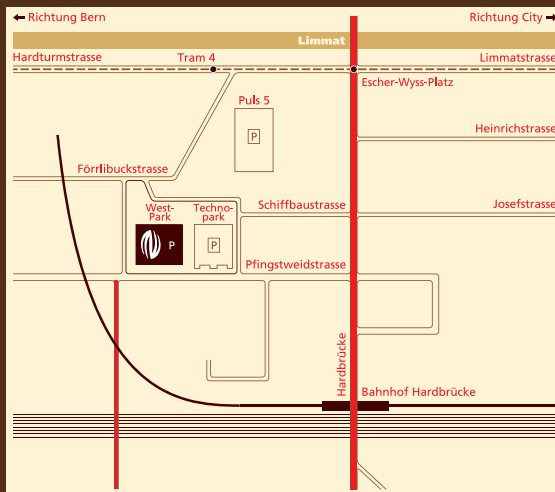 Richtung Bern
Richtung City
Limmat
Hardturmstrasse
Tram 4
Limmatstrasse
Escher-Wyss-Platz
Puls 5
P
Heinrichstrasse
Förrlibuckstrasse
West-
Park
Techno-
park
Schiffbaustrasse
Josefstrasse
P
P
Pfingstweidstrasse
Hardbrücke
Bahnhof Hardbrücke